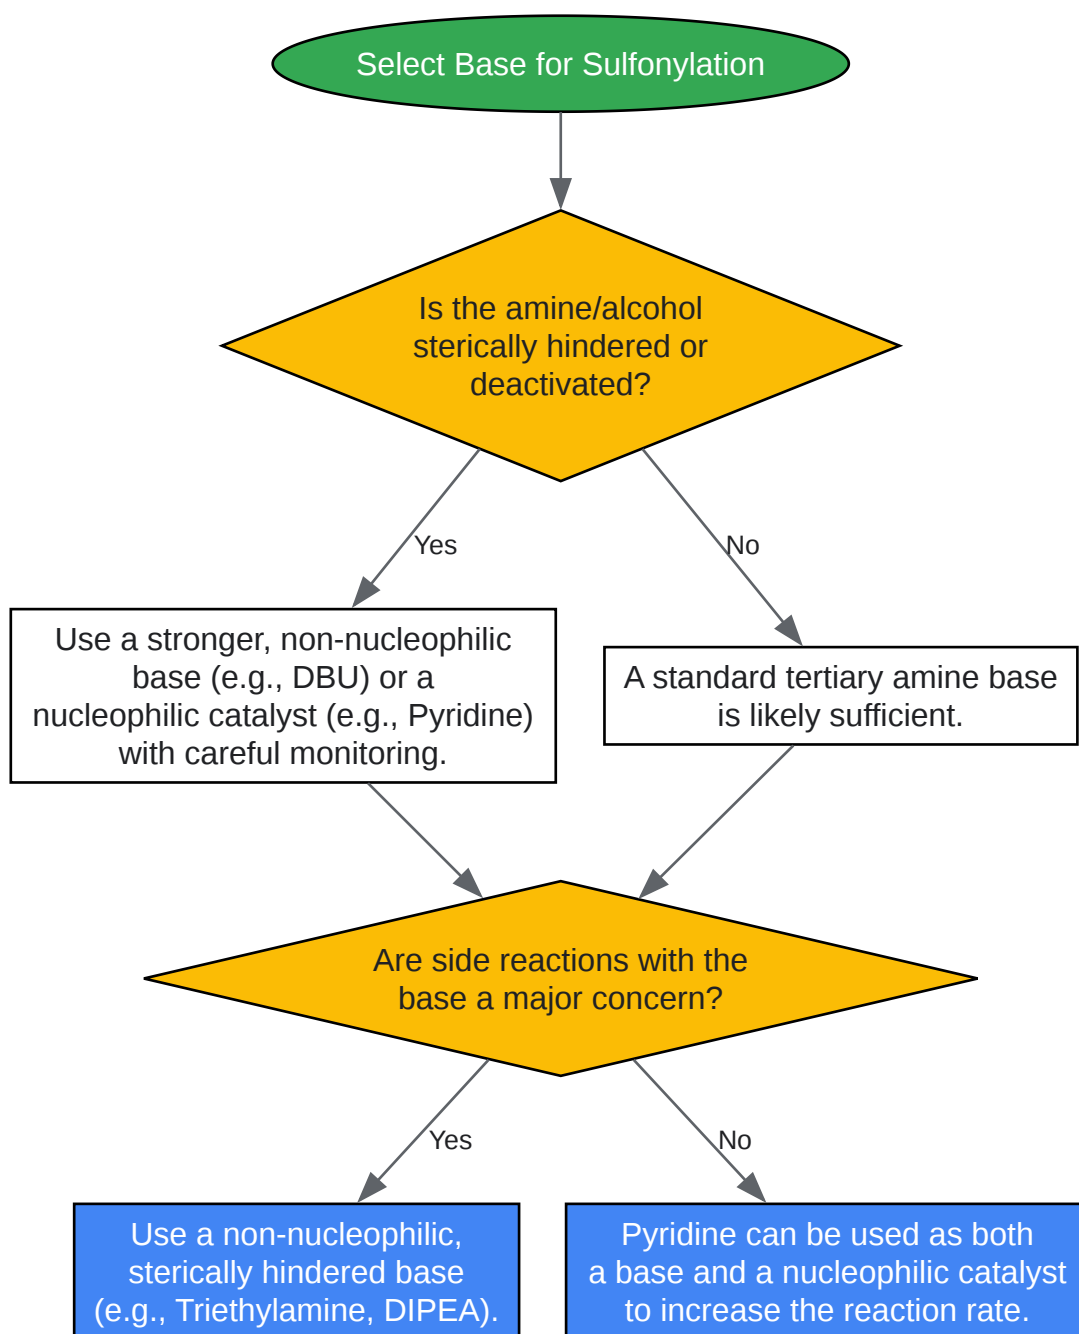 Select Base for Sulfonylation
Is the amine/alcohol
sterically hindered or
deactivated?
Yes
No
Use a stronger, non-nucleophilic
base (e.g., DBU) or a
nucleophilic catalyst (e.g., Pyridine)
with careful monitoring.
A standard tertiary amine base
is likely sufficient.
Are side reactions with the
base a major concern?
Yes
No
Use a non-nucleophilic,
sterically hindered base
(e.g., Triethylamine, DIPEA).
Pyridine can be used as both
a base and a nucleophilic catalyst
to increase the reaction rate.